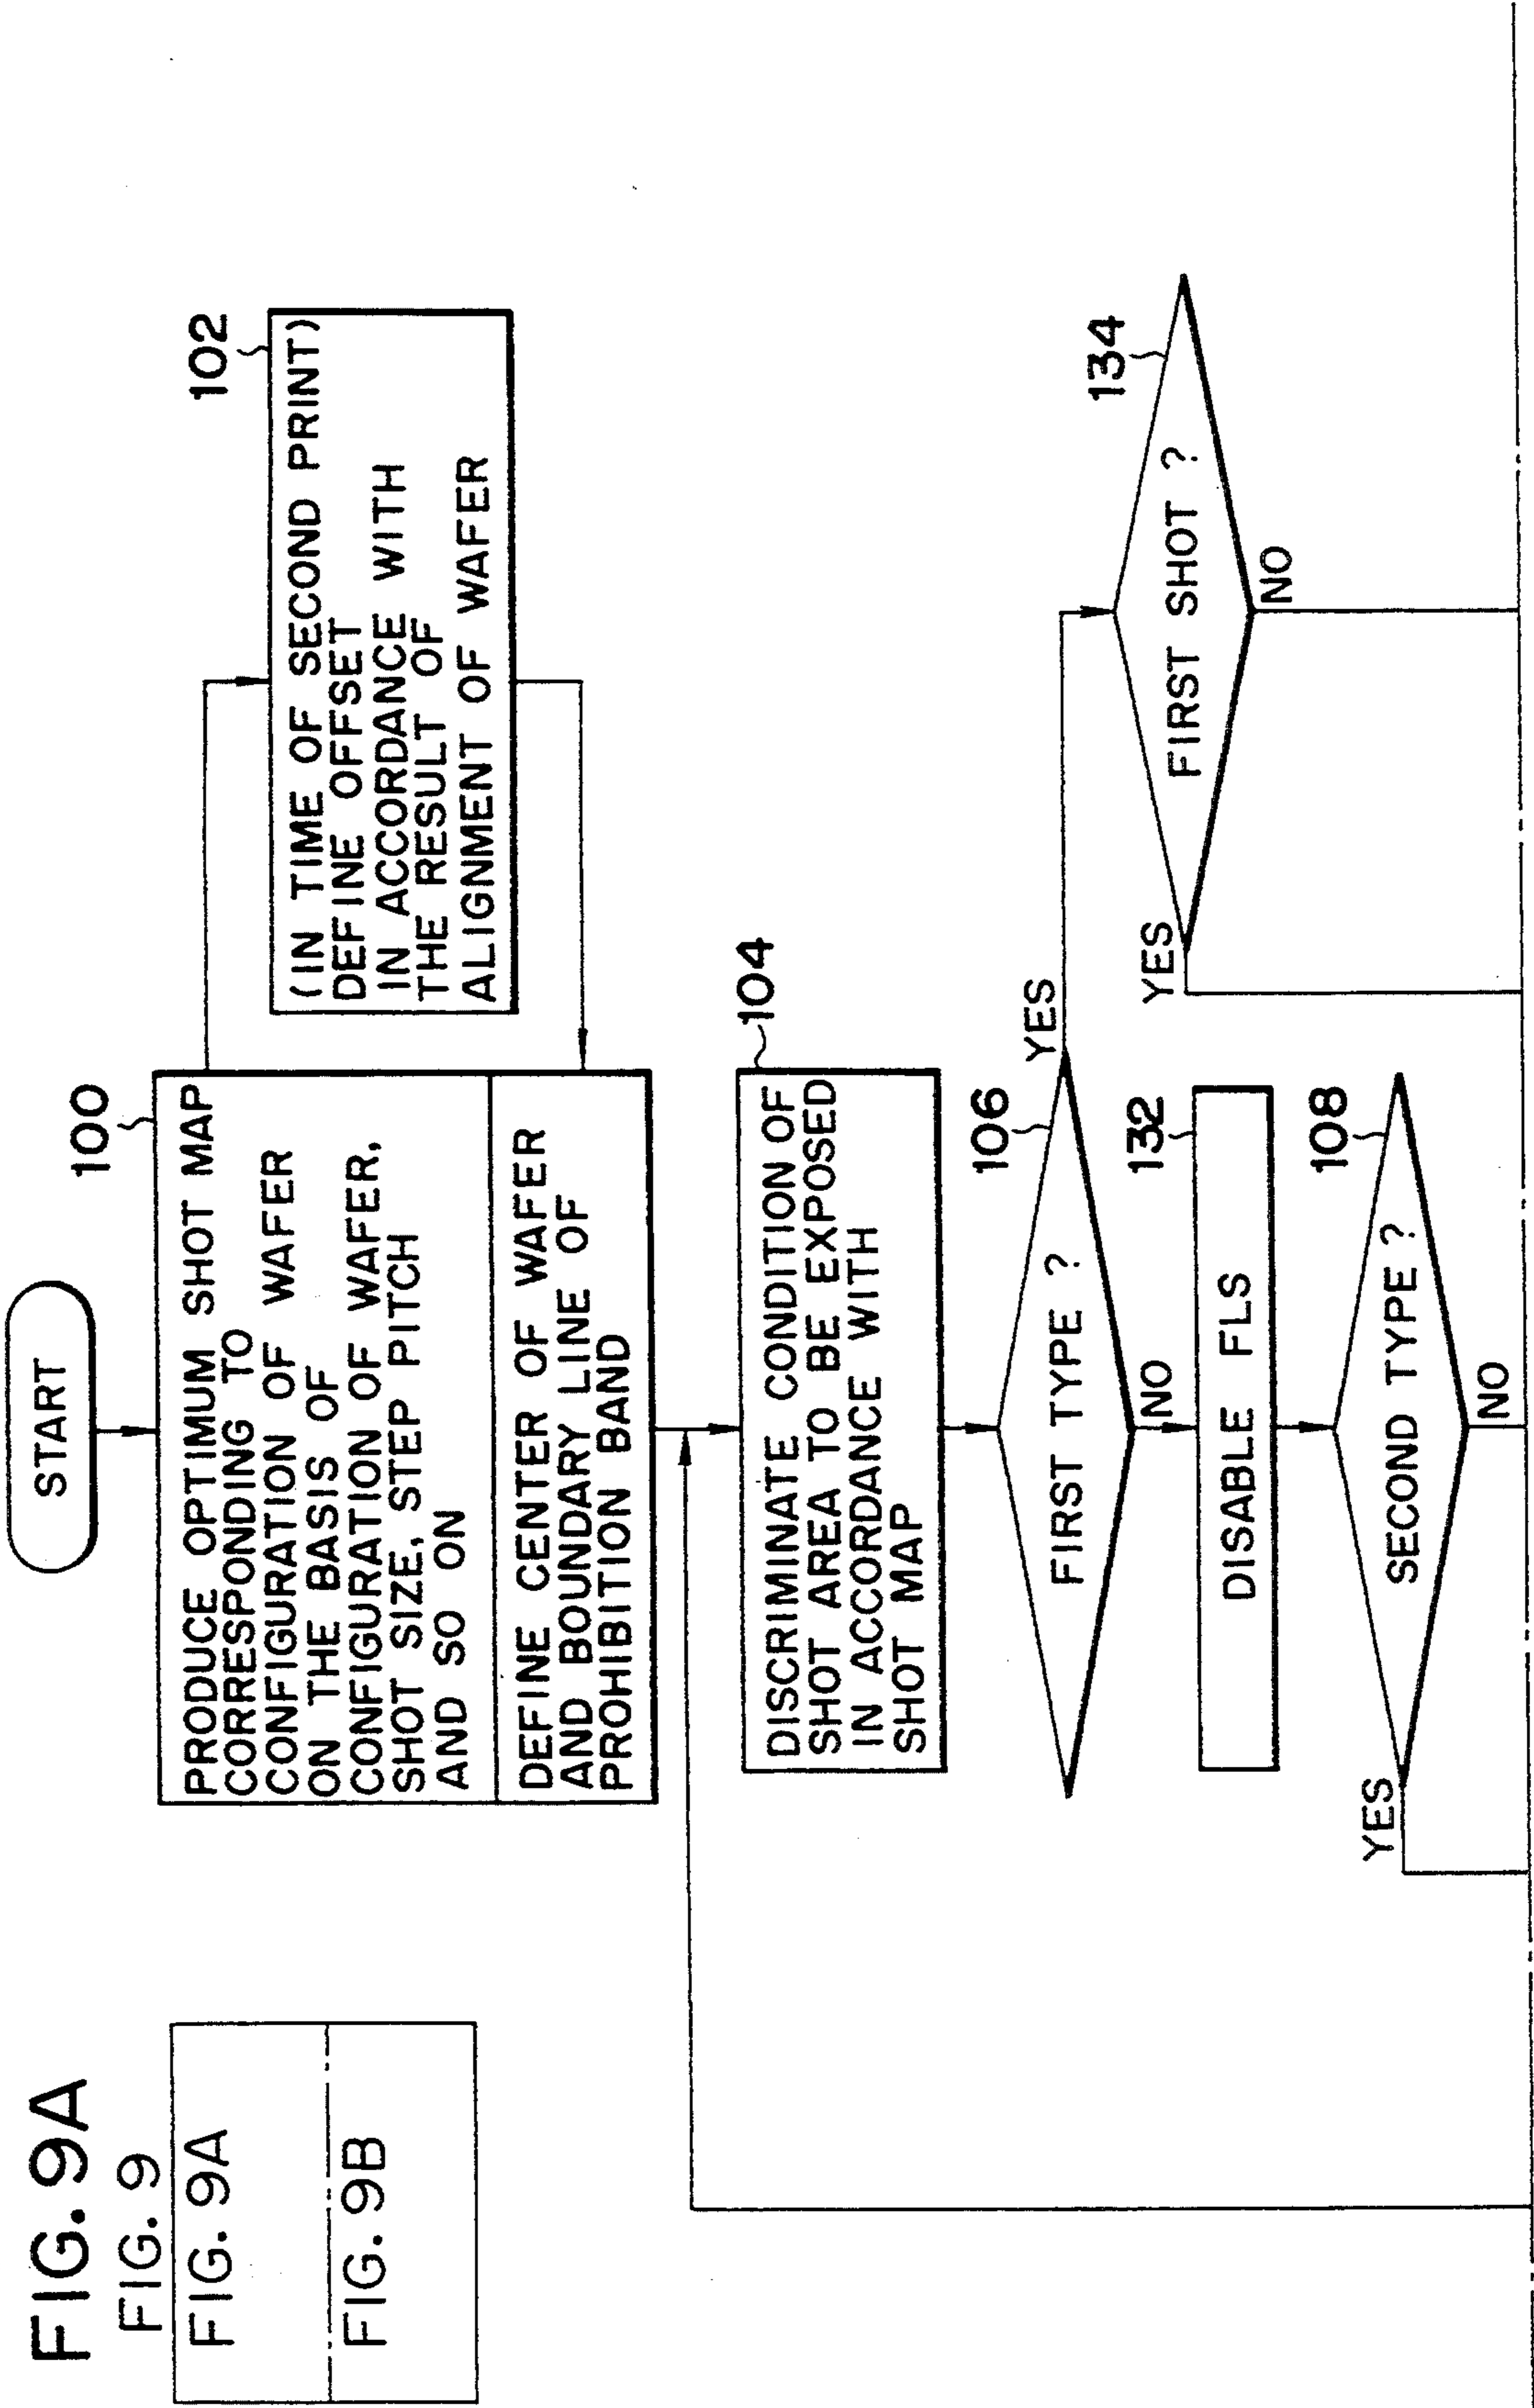 FIG. 9A
FIG. 9
FIG. 9A
FIG. 9B
START
100
PRODUCE OPTIMUM SHOT MAP
CORRESPONDING TO
CONFIGURATION OF WAFER
ON THE BASIS OF
CONFIGURATION OF WAFER,
SHOT SIZE, STEP PITCH
AND SO ON
DEFINE CENTER OF WAFER
AND BOUNDARY LINE OF
PROHIBITION BAND
102
(IN TIME OF SECOND PRINT)
DEFINE OFFSET
IN ACCORDANCE WITH
THE RESULT OF
ALIGNMENT OF WAFER
104
DISCRIMINATE CONDITION OF
SHOT AREA TO BE EXPOSED
IN ACCORDANCE WITH
SHOT MAP
106
FIRST TYPE ?
YES
NO
132
DISABLE FLS
108
SECOND TYPE ?
YES
NO
134
FIRST SHOT ?
YES
NO